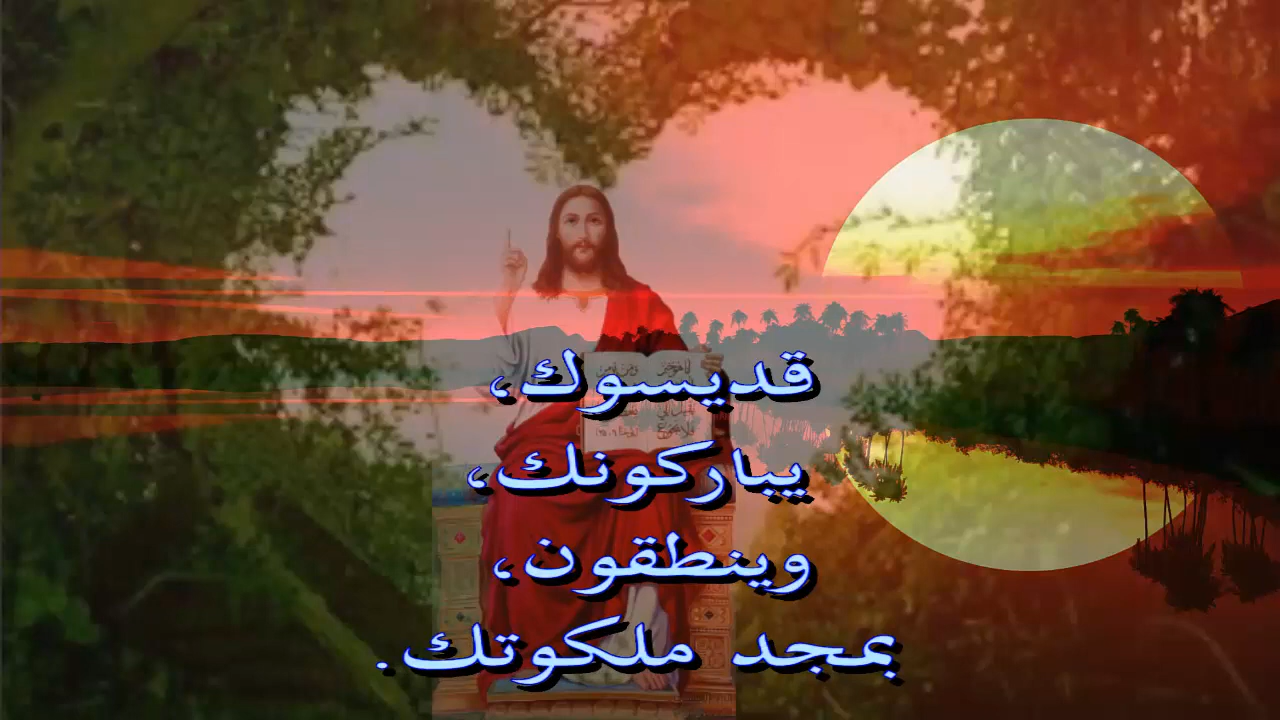 قديسوك،
يباركونك،
وينطقون،
بمجد ملكوتك.